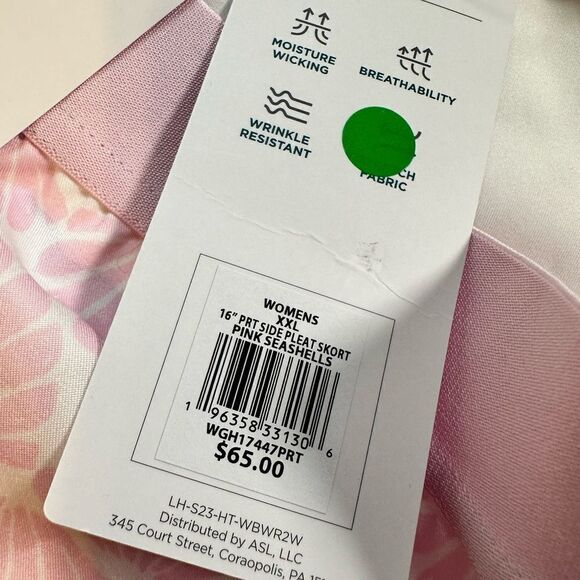 MOISTURE
WICKING
BREATHABILITY
WRINKLE
RESISTANT
FABRIC
WOMENS
XXL
16" PRT SIDE PLEAT SKORT
PINK SEASHELLS
1 96358 33130 6
WGH17447PRT
$65.00
LH-S23-HT-WBWR2W
Distributed by ASL, LLC
345 Court Street, Coraopolis, PA